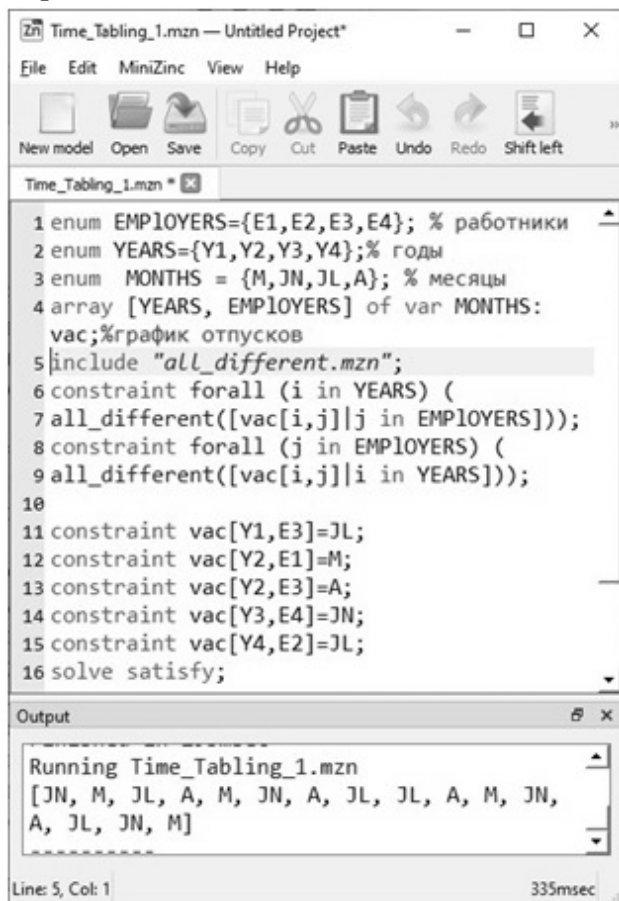 Time_Tabling_1.mzn — Untitled Project*
File Edit MiniZinc View Help
New model Open Save Copy Cut Paste Undo Redo Shift left
Time_Tabling_1.mzn *
1 enum EMPlOYERS={E1,E2,E3,E4}; % работники
2 enum YEARS={Y1,Y2,Y3,Y4};% годы
3 enum  MONTHS = {M,JN,JL,A}; % месяцы
4 array [YEARS, EMPlOYERS] of var MONTHS:
vac;%график отпусков
5 include "all_different.mzn";
6 constraint forall (i in YEARS) (
7 all_different([vac[i,j]|j in EMPlOYERS]));
8 constraint forall (j in EMPlOYERS) (
9 all_different([vac[i,j]|i in YEARS]));
10
11 constraint vac[Y1,E3]=JL;
12 constraint vac[Y2,E1]=M;
13 constraint vac[Y2,E3]=A;
14 constraint vac[Y3,E4]=JN;
15 constraint vac[Y4,E2]=JL;
16 solve satisfy;
Output
Running Time_Tabling_1.mzn
[JN, M, JL, A, M, JN, A, JL, JL, A, M, JN,
A, JL, JN, M]
----------
Line: 5, Col: 1 335msec